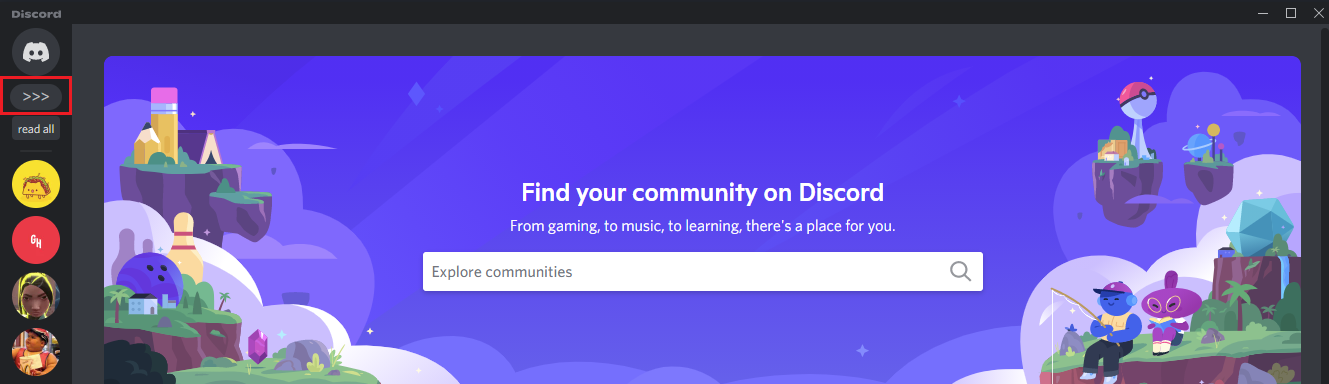 Discord
>>>
read all
GH
Find your community on Discord
From gaming, to music, to learning, there's a place for you.
Explore communities